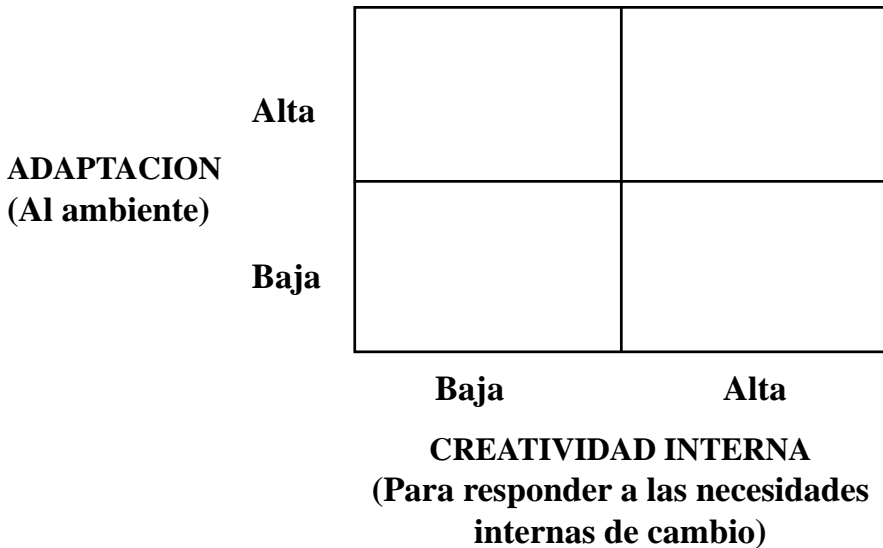 Alta
ADAPTACION
(Al ambiente)
Baja
Baja Alta
CREATIVIDAD INTERNA
(Para responder a las necesidades
internas de cambio)